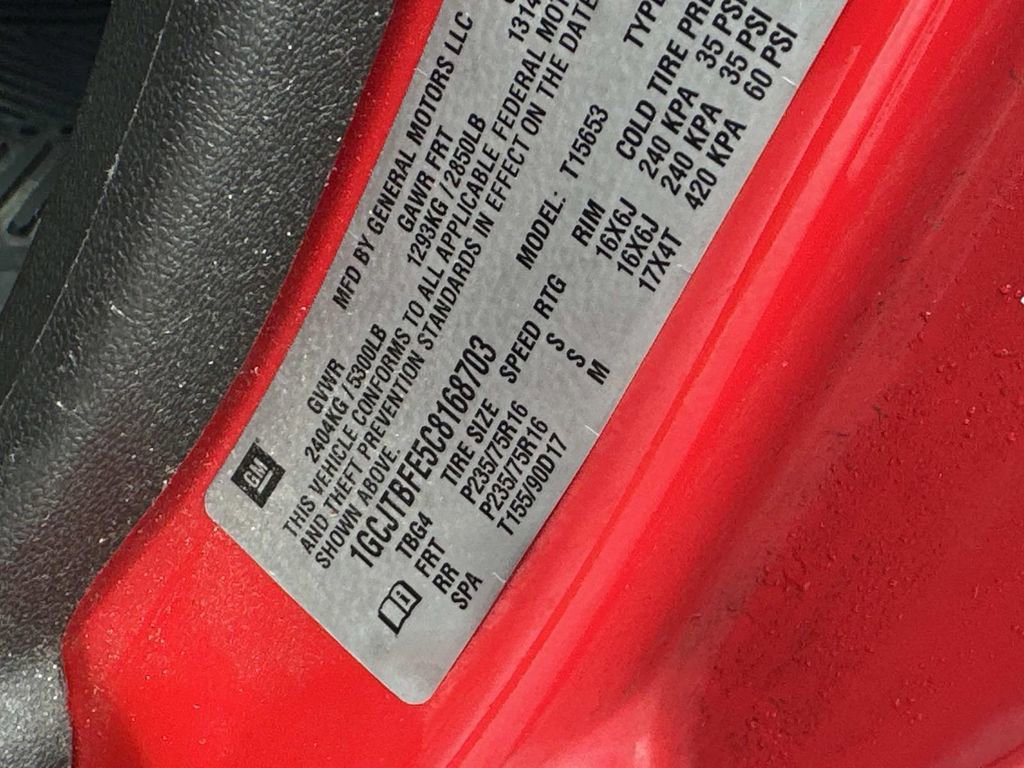 GM
MFD BY GENERAL MOTORS LLC
GVWR GAWR FRT
2404KG / 5300LB 1293KG / 2850LB 1314
THIS VEHICLE CONFORMS TO ALL APPLICABLE FEDERAL
AND THEFT PREVENTION STANDARDS IN EFFECT ON THE DATE
SHOWN ABOVE.
1GCJTBFE5C8168703 MODEL: T15653
TBG4 TIRE SIZE SPEED RTG RIM COLD TIRE
FRT P235/75R16 S 16X6J 240 KPA 35 PSI
RR P235/75R16 S 16X6J 240 KPA 35 PSI
SPA T155/90D17 M 17X4T 420 KPA 60 PSI